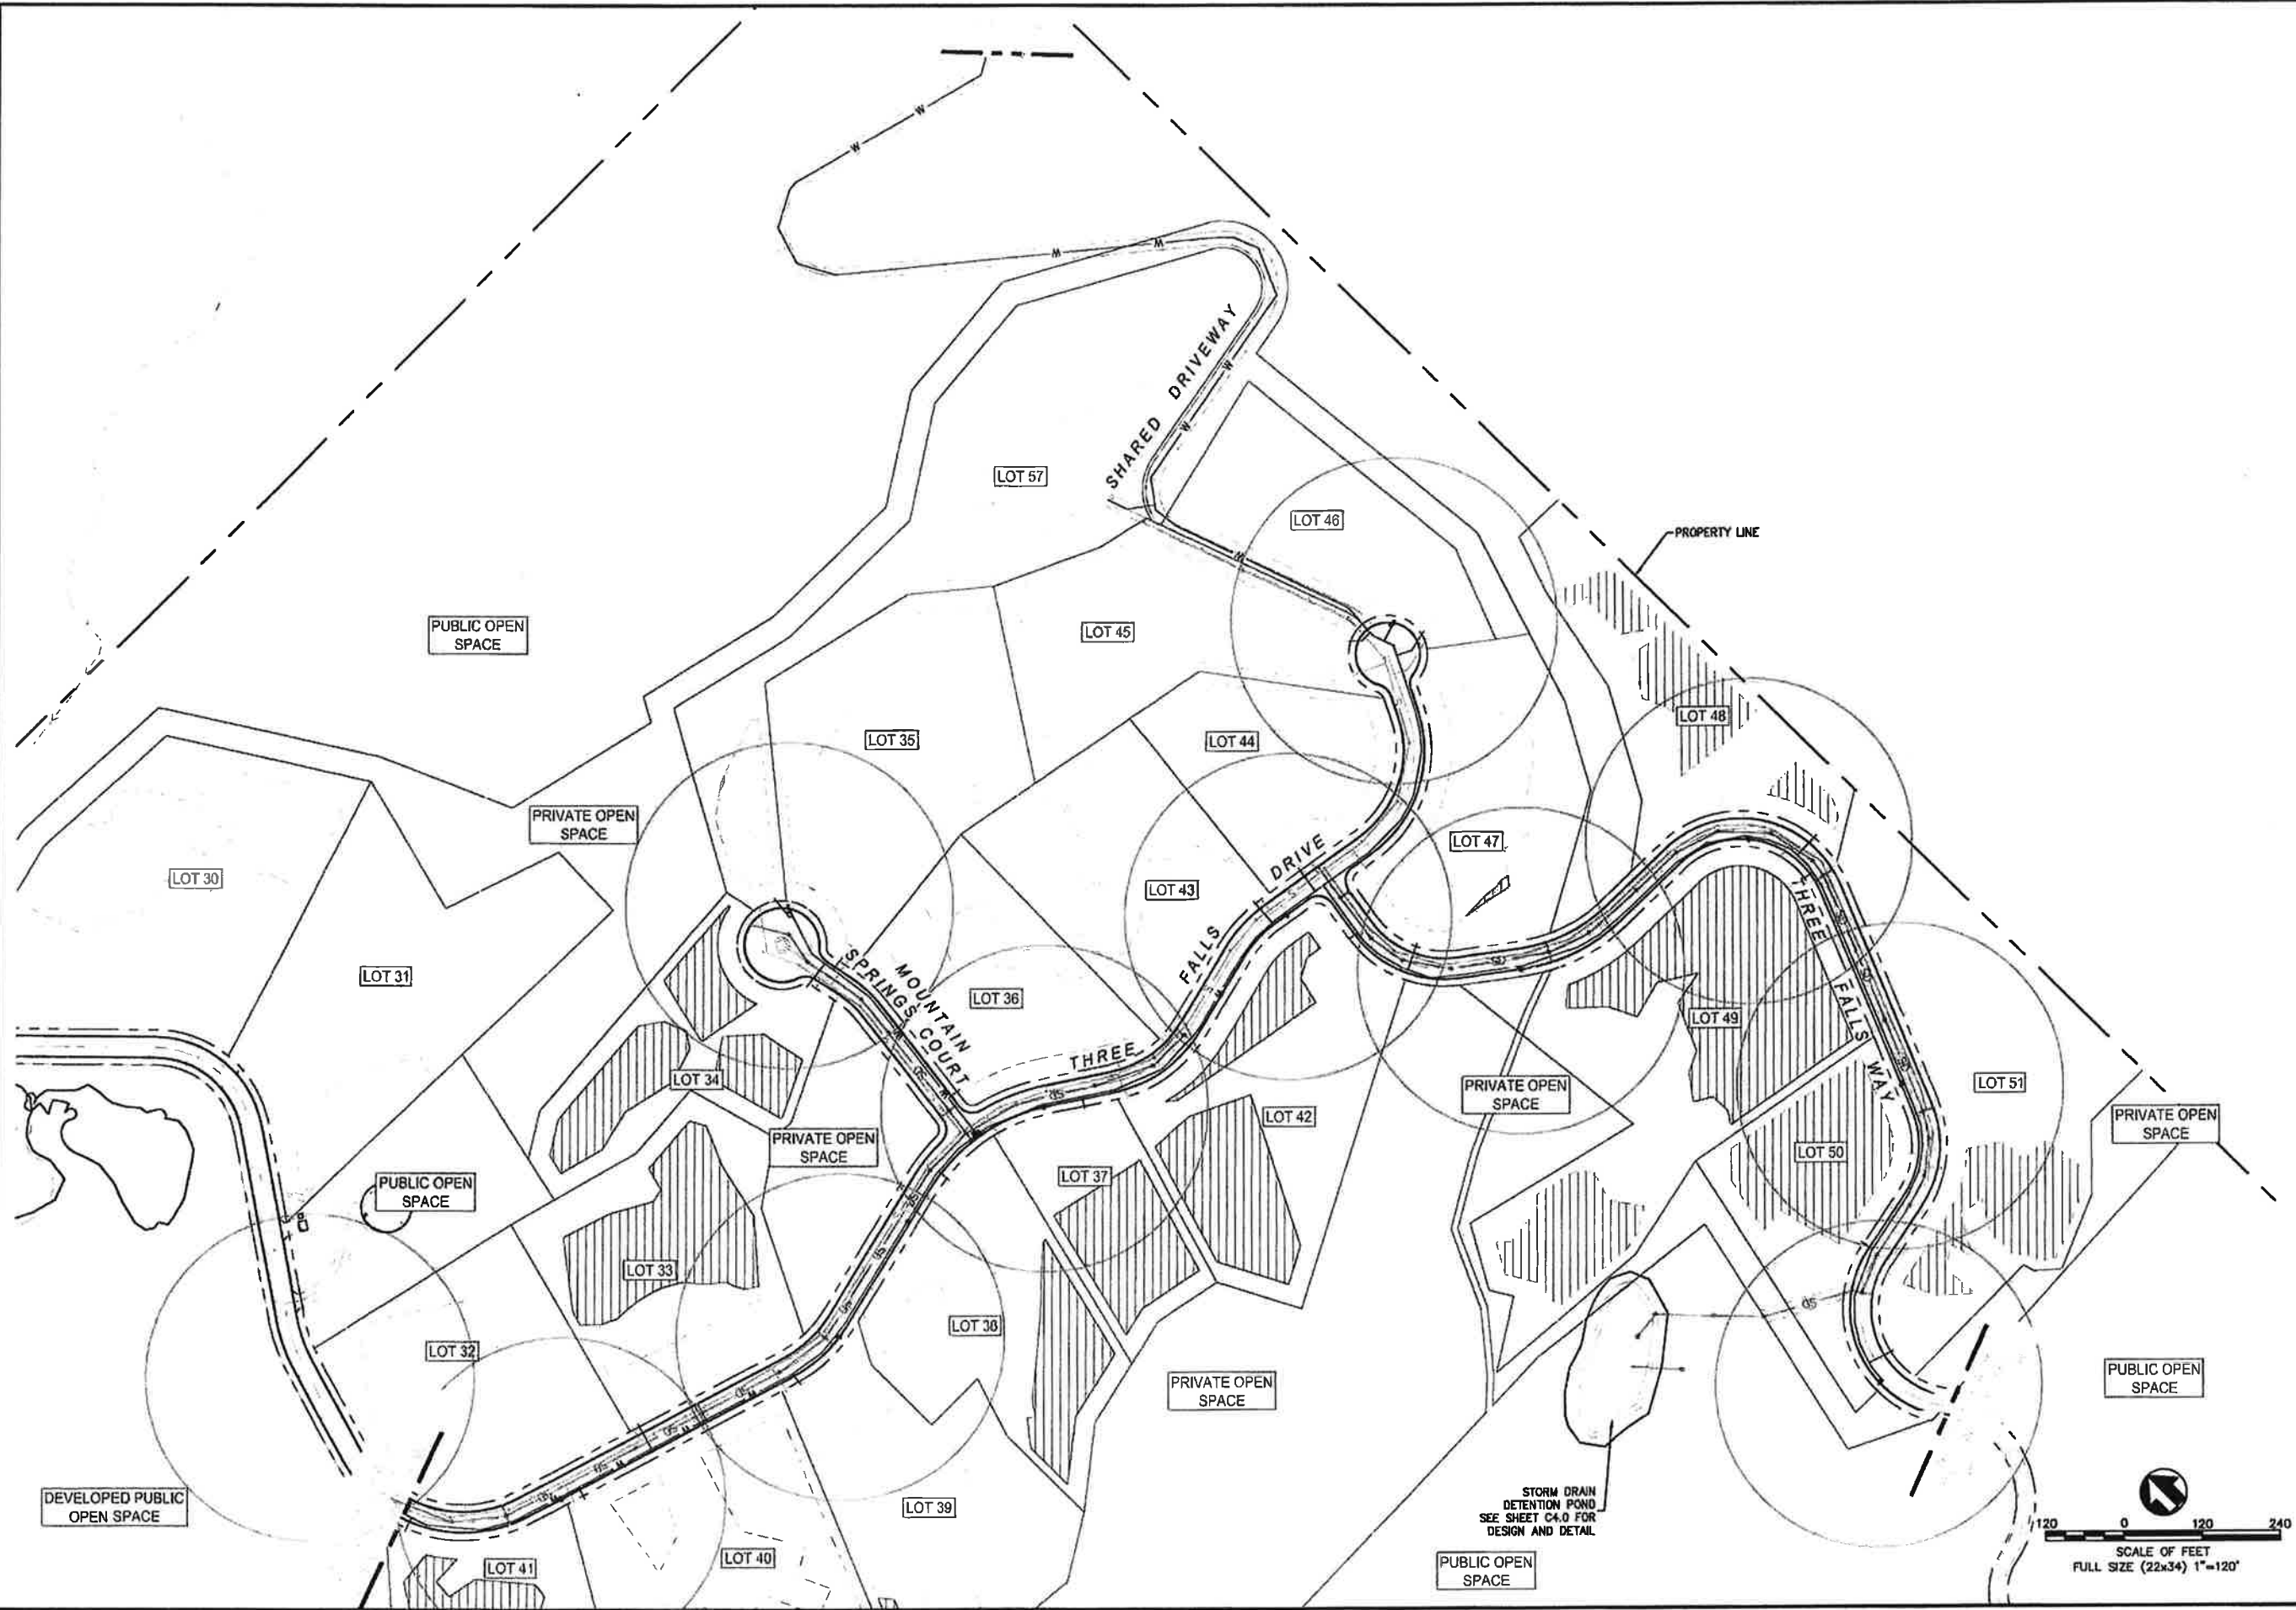 SHARED DRIVEWAY
LOT 57
LOT 46
PROPERTY LINE
PUBLIC OPEN
SPACE
LOT 45
LOT 48
LOT 35
LOT 44
PRIVATE OPEN
SPACE
LOT 47
LOT 30
LOT 43
THREE FALLS DRIVE
LOT 31
MOUNTAIN
SPRINGS COURT
LOT 36
THREE FALLS WAY
LOT 49
LOT 34
LOT 51
PRIVATE OPEN
SPACE
LOT 42
PRIVATE OPEN
SPACE
PRIVATE OPEN
SPACE
LOT 50
LOT 37
PUBLIC OPEN
SPACE
LOT 33
LOT 38
LOT 32
PRIVATE OPEN
SPACE
PUBLIC OPEN
SPACE
DEVELOPED PUBLIC
OPEN SPACE
LOT 39
STORM DRAIN
DETENTION POND
SEE SHEET C4.0 FOR
DESIGN AND DETAIL
LOT 40
LOT 41
PUBLIC OPEN
SPACE
120 0 120 240
SCALE OF FEET
FULL SIZE (22x34) 1"=120'